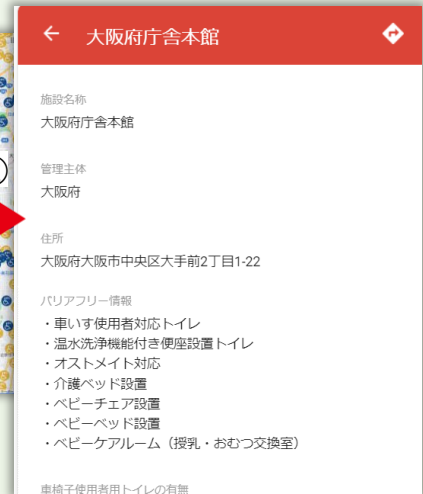 大阪府庁舎本館
施設名称
大阪府庁舎本館
管理主体
大阪府
住所
大阪府大阪市中央区大手前2丁目1-22
バリアフリー情報
・車いす使用者対応トイレ
・温水洗浄機能付き便座設置トイレ
・オストメイト対応
・介護ベッド設置
・ベビーチェア設置
・ベビーベッド設置
・ベビーケアルーム（授乳・おむつ交換室）
車椅子使用者用トイレの有無